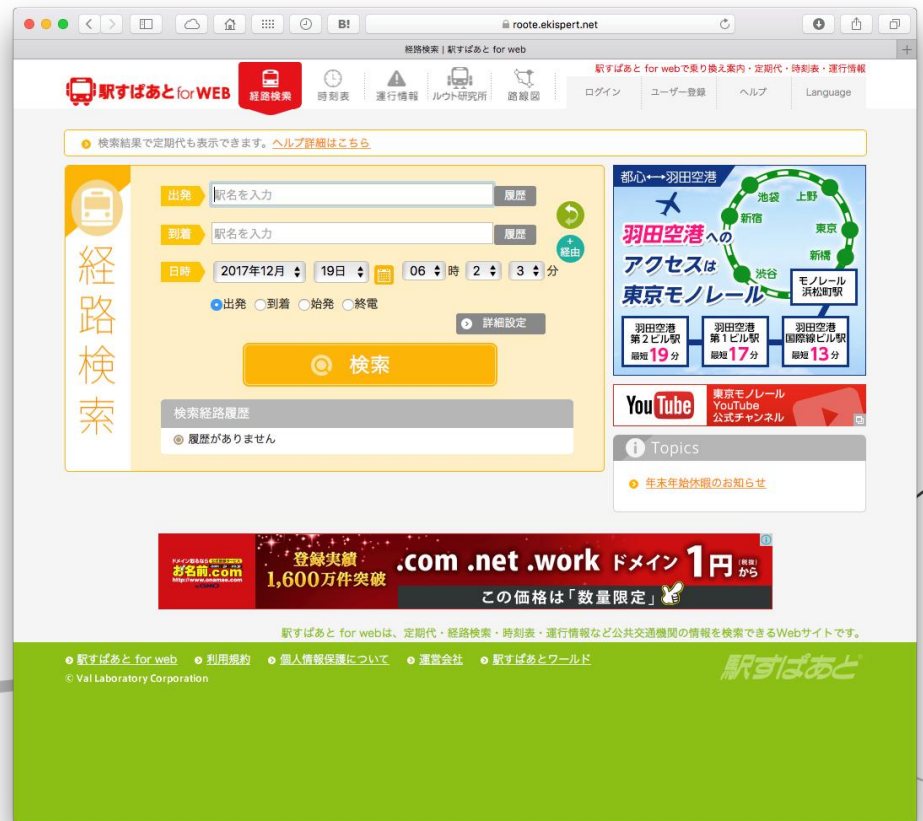 roote.ekispert.net
経路検索 | 駅すぱあと for web
駅すぱあと for webで乗り換え案内・定期代・時刻表・運行情報
駅すぱあと for WEB
経路検索
時刻表
運行情報
ルウト研究所
路線図
ログイン
ユーザー登録
ヘルプ
Language
検索結果で定期代も表示できます。ヘルプ詳細はこちら
経路検索
出発 駅名を入力 履歴
到着 駅名を入力 履歴
+経由
日時 2017年12月 19日 06 時 2 3 分
出発 到着 始発 終電
詳細設定
検索
検索経路履歴
履歴がありません
都心⟷羽田空港
池袋
上野
新宿
東京
新橋
渋谷
羽田空港への
アクセスは
東京モノレール
モノレール
浜松町駅
羽田空港
第2ビル駅
最短19分
羽田空港
第1ビル駅
最短17分
羽田空港
国際線ビル駅
最短13分
YouTube
東京モノレール
YouTube
公式チャンネル
Topics
年末年始休暇のお知らせ
お名前.com
http://www.onamae.com
登録実績
1,600万件突破
.com .net .work ドメイン1円(税抜)から
この価格は「数量限定」
駅すぱあと for webは、定期代・経路検索・時刻表・運行情報など公共交通機関の情報を検索できるWebサイトです。
駅すぱあと for web 利用規約 個人情報保護について 運営会社 駅すぱあとワールド
駅すぱあと
© Val Laboratory Corporation